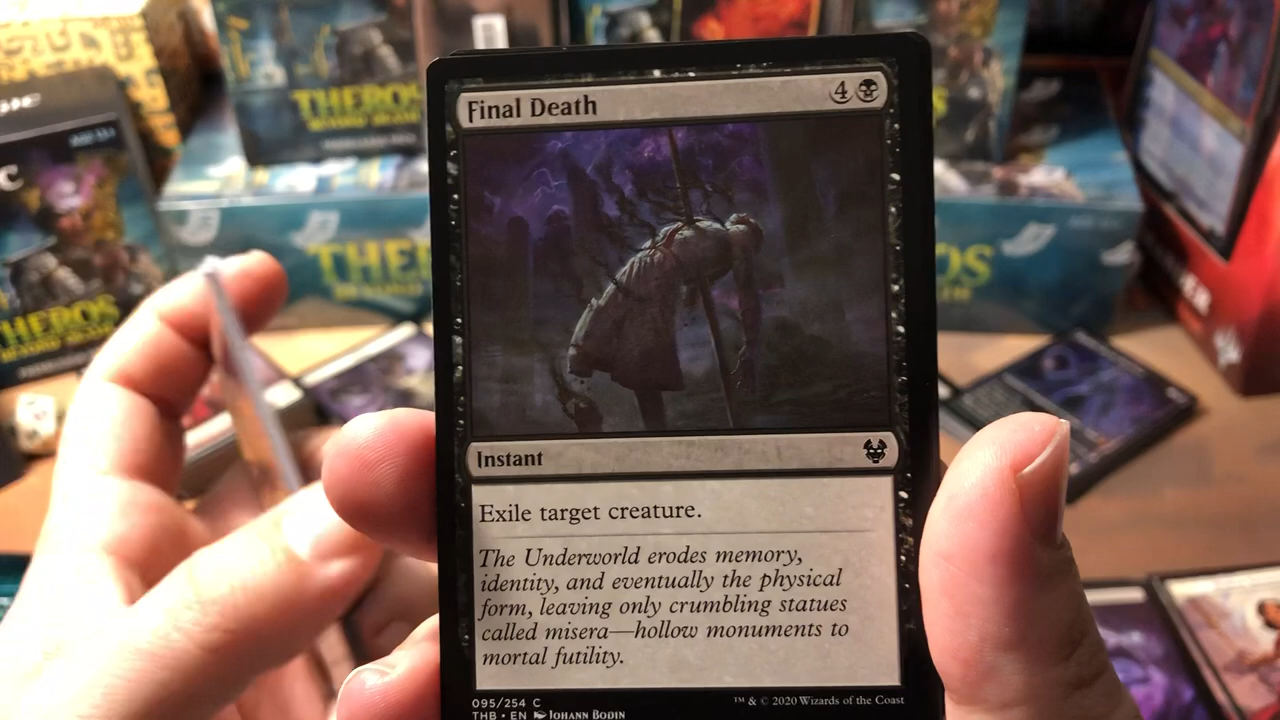 THEROS
THEROS
THEROS
Final Death
4
Instant
Exile target creature.
The Underworld erodes memory,
identity, and eventually the physical
form, leaving only crumbling statues
called misera—hollow monuments to
mortal futility.
095/254 C
THB • EN Johann Bodin
™ & © 2020 Wizards of the Coast